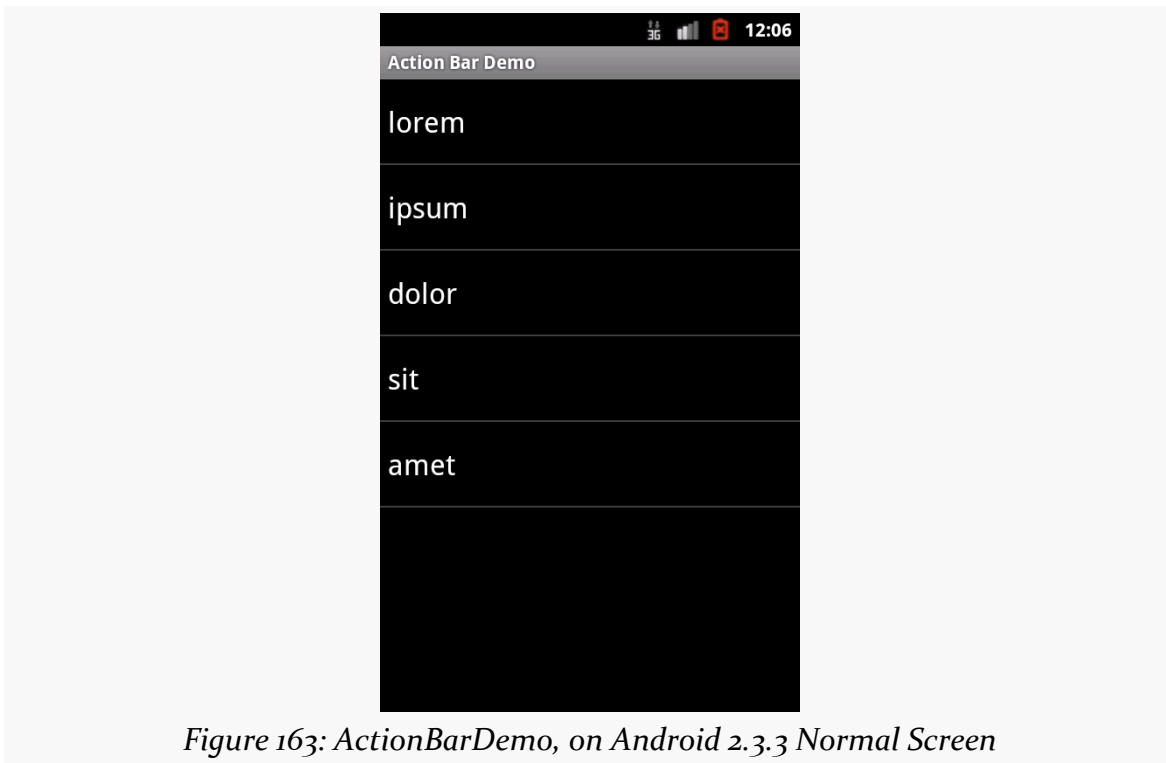 3G 12:06
Action Bar Demo
lorem
ipsum
dolor
sit
amet
Figure 163: ActionBarDemo, on Android 2.3.3 Normal Screen